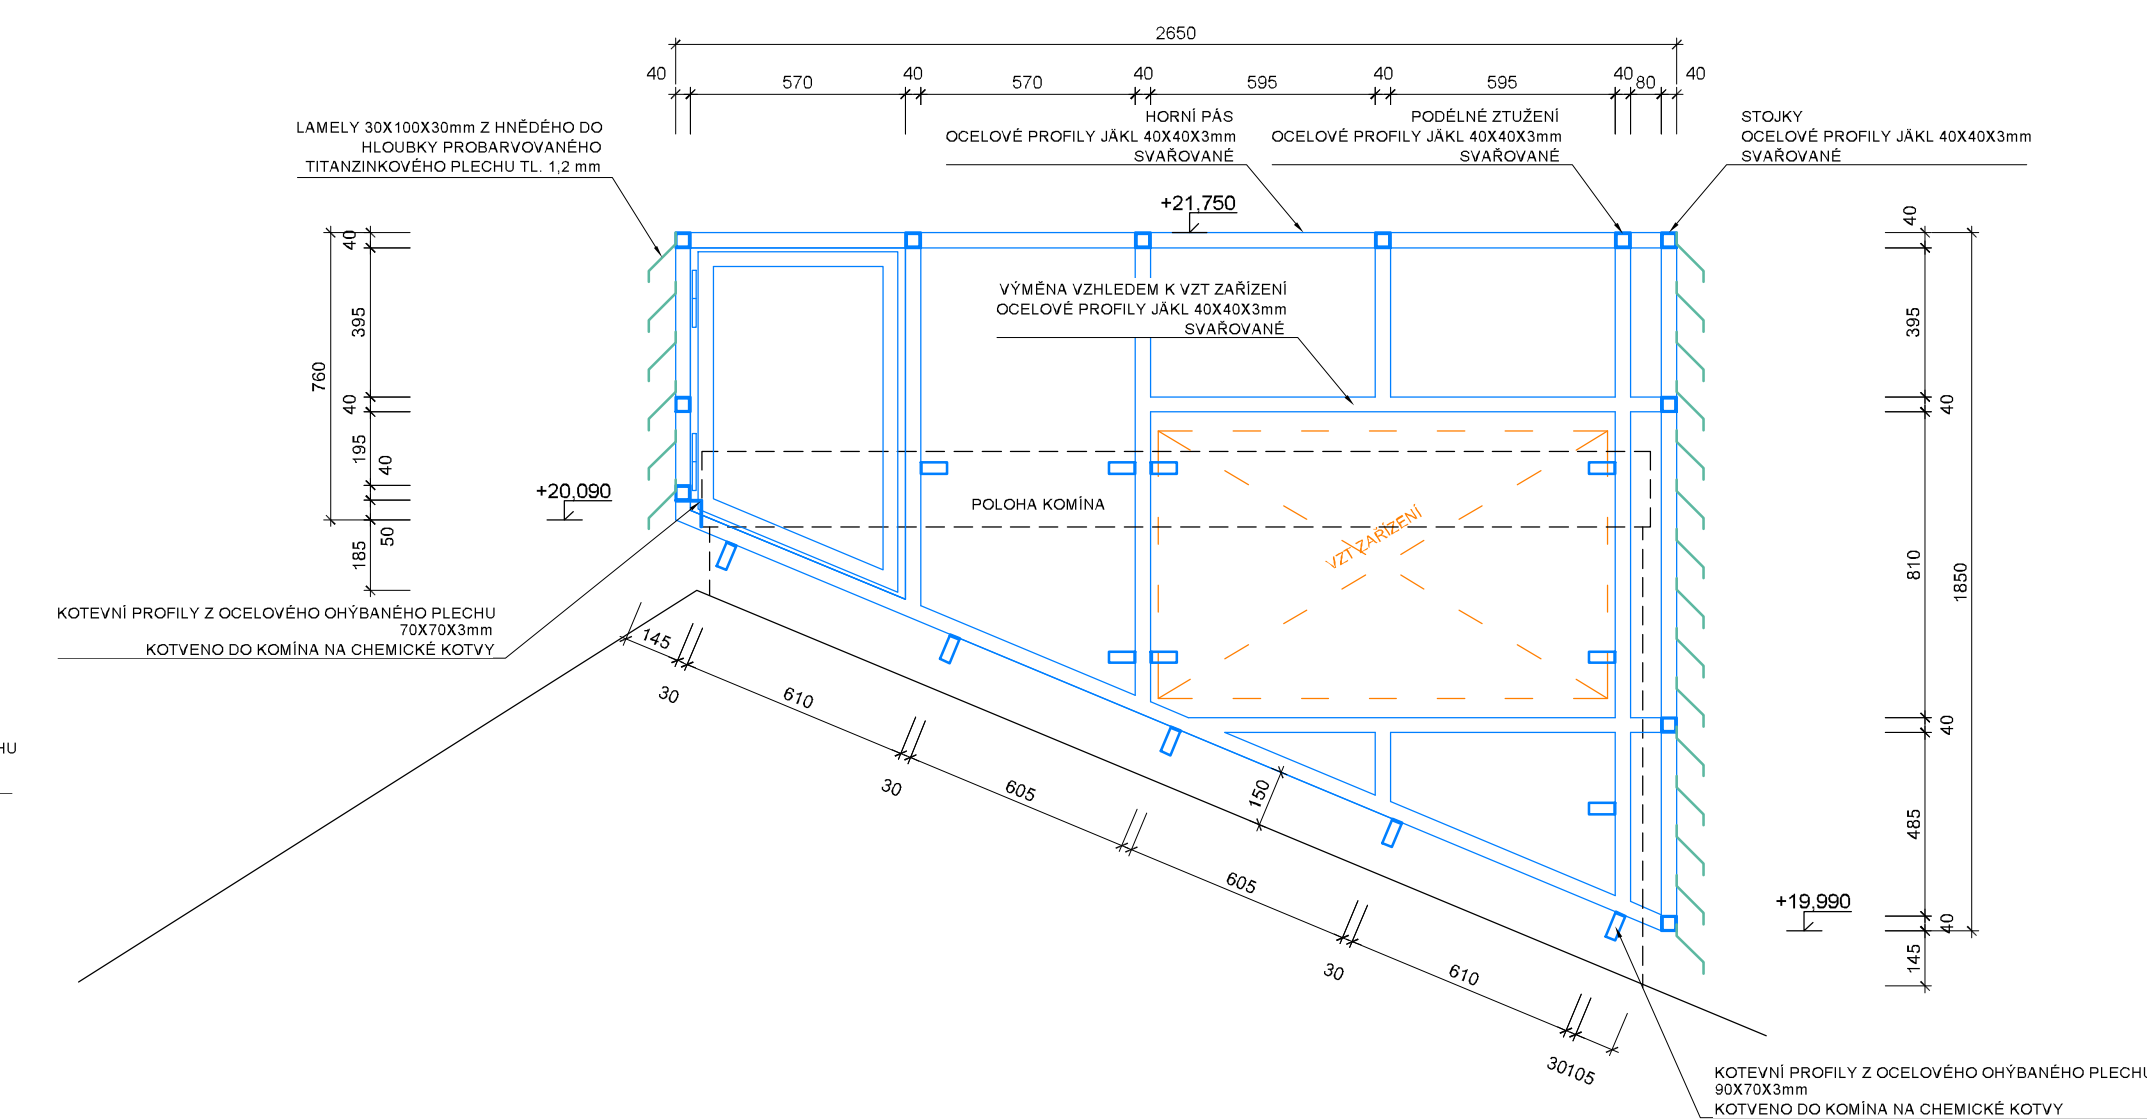 2650
40
570
40
570
40
595
40
595
40
80
40
LAMELY 30X100X30mm Z HNĚDÉHO DO
HLOUBKY PROBARVOVANÉHO
TITANZINKOVÉHO PLECHU TL. 1,2 mm
HORNÍ PÁS
OCELOVÉ PROFILY JÄKL 40X40X3mm
SVAŘOVANÉ
PODÉLNÉ ZTUŽENÍ
OCELOVÉ PROFILY JÄKL 40X40X3mm
SVAŘOVANÉ
STOJKY
OCELOVÉ PROFILY JÄKL 40X40X3mm
SVAŘOVANÉ
+21,750
VÝMĚNA VZHLEDEM K VZT ZAŘÍZENÍ
OCELOVÉ PROFILY JÄKL 40X40X3mm
SVAŘOVANÉ
760
40
395
40
195
40
50
185
+20,090
POLOHA KOMÍNA
VZT ZAŘÍZENÍ
40
395
40
810
1850
40
485
40
145
+19,990
KOTEVNÍ PROFILY Z OCELOVÉHO OHÝBANÉHO PLECHU
70X70X3mm
KOTVENO DO KOMÍNA NA CHEMICKÉ KOTVY
HU
145
30
610
30
605
150
605
30
610
30105
KOTEVNÍ PROFILY Z OCELOVÉHO OHÝBANÉHO PLECHU
90X70X3mm
KOTVENO DO KOMÍNA NA CHEMICKÉ KOTVY